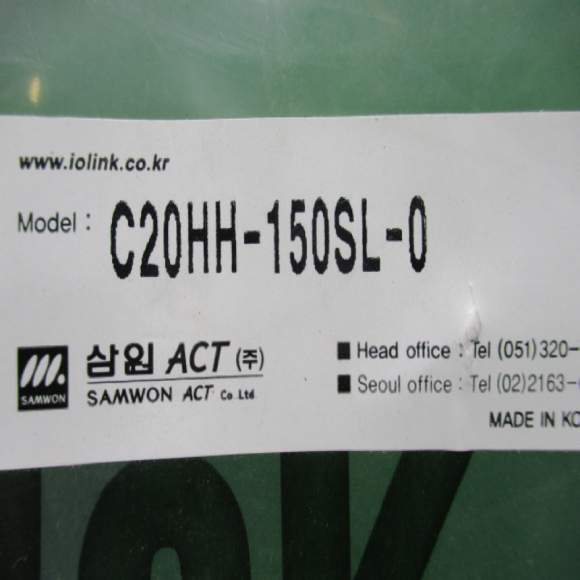 www.iolink.co.kr
Model : C20HH-150SL-0
삼원 ACT (주)
SAMWON
SAMWON ACT Co. Ltd.
■ Head office : Tel (051) 320-
■ Seoul office : Tel (02) 2163-
MADE IN KO